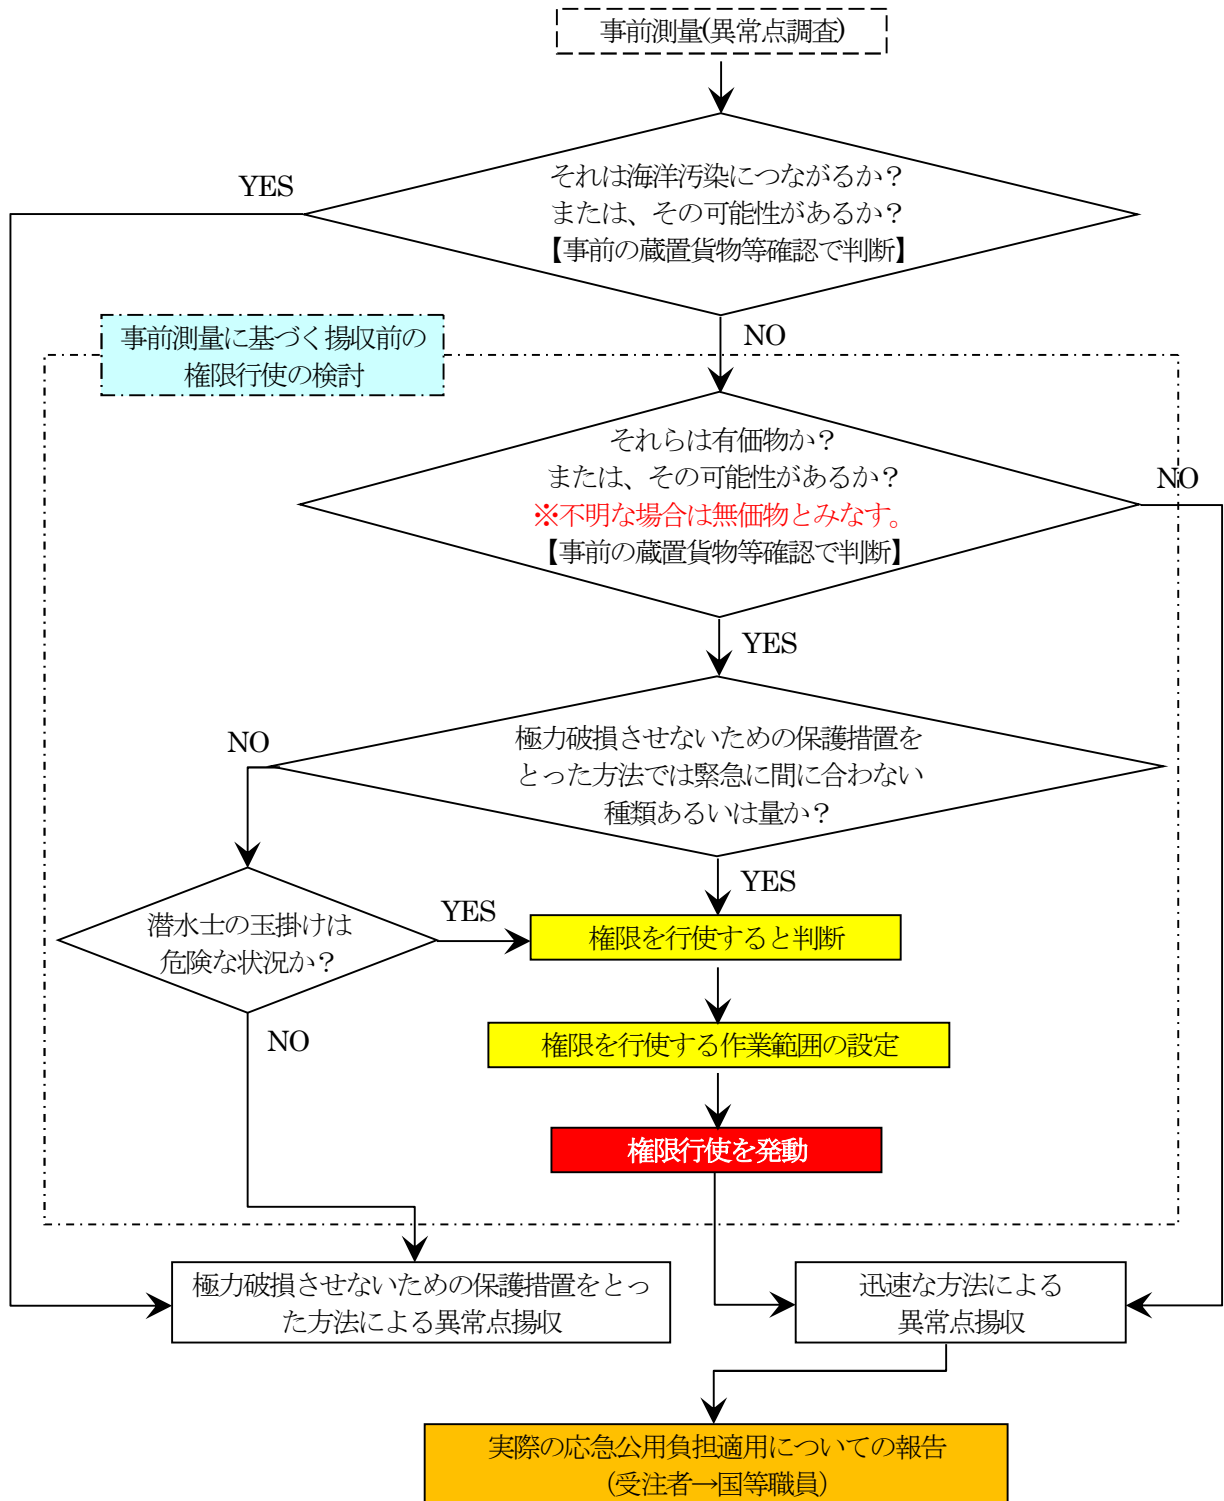 事前測量(異常点調査)
YES
それは海洋汚染につながるか？
または、その可能性があるか？
【事前の蔵置貨物等確認で判断】
事前測量に基づく揚収前の
権限行使の検討
NO
それらは有価物か？
または、その可能性があるか？
※不明な場合は無価物とみなす。
【事前の蔵置貨物等確認で判断】
NO
YES
NO
極力破損させないための保護措置を
とった方法では緊急に間に合わない
種類あるいは量か？
YES
潜水士の玉掛けは
危険な状況か？
YES
権限を行使すると判断
NO
権限を行使する作業範囲の設定
権限行使を発動
極力破損させないための保護措置をとっ
た方法による異常点揚収
迅速な方法による
異常点揚収
実際の応急公用負担適用についての報告
(受注者→国等職員)